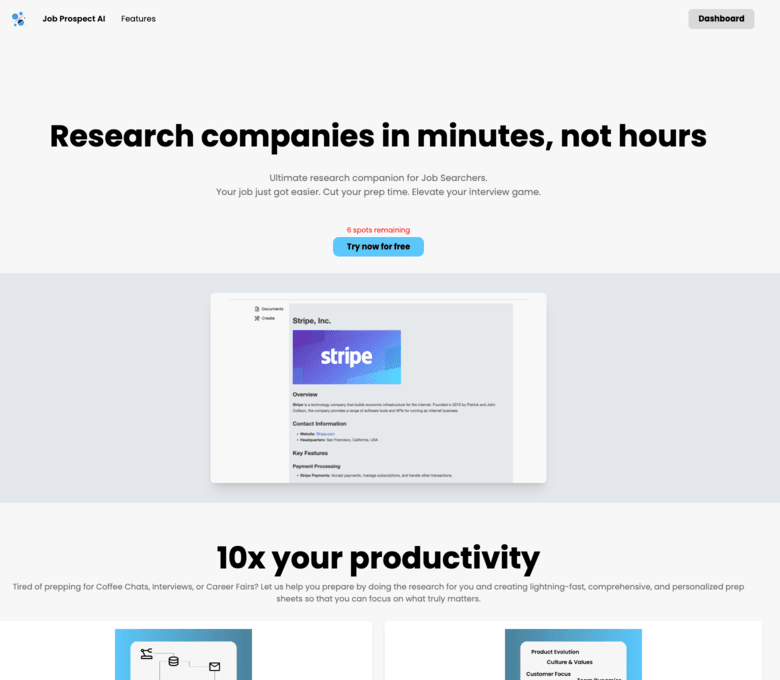 Job Prospect AI
Features
Dashboard
Research companies in minutes, not hours
Ultimate research companion for Job Searchers.
Your job just got easier. Cut your prep time. Elevate your interview game.
6 spots remaining
Try now for free
Documents
Create
Stripe, Inc.
stripe
Overview
Stripe is a technology company that builds economic infrastructure for the internet. Founded in 2010 by Patrick and John
Collison, the company provides a range of software tools and APIs for running an internet business.
Contact Information
• Website: Stripe.com
• Headquarters: San Francisco, California, USA
Key Features
Payment Processing
• Stripe Payments: Accept payments, manage subscriptions, and handle other transactions.
10x your productivity
Tired of prepping for Coffee Chats, Interviews, or Career Fairs? Let us help you prepare by doing the research for you and creating lightning-fast, comprehensive, and personalized prep
sheets so that you can focus on what truly matters.
Product Evolution
Culture & Values
Customer Focus